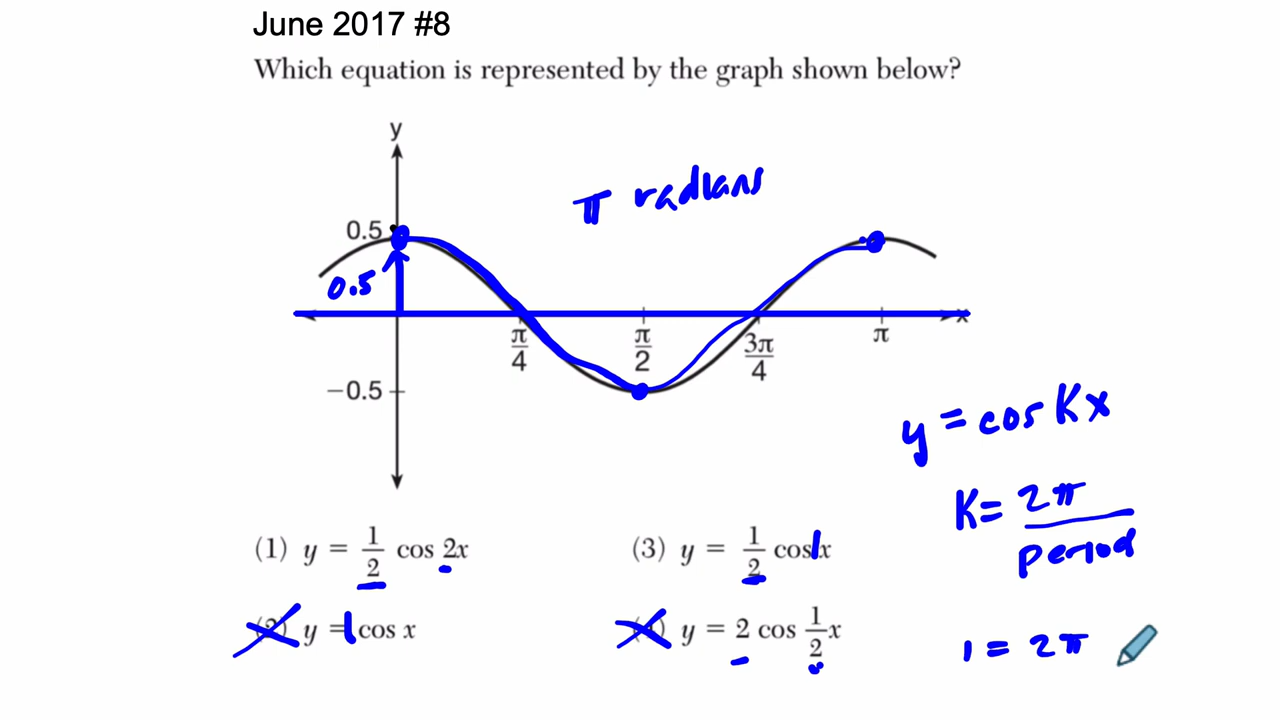 June 2017 #8
Which equation is represented by the graph shown below?
y
π radians
0.5
0.5
x
π/4
π/2
3π/4
π
−0.5
y = cos Kx
K = 2π/period
(1) y = 1/2 cos 2x
(3) y = 1/2 cos 1x
y = 1 cos x
y = 2 cos 1/2 x
1 = 2π